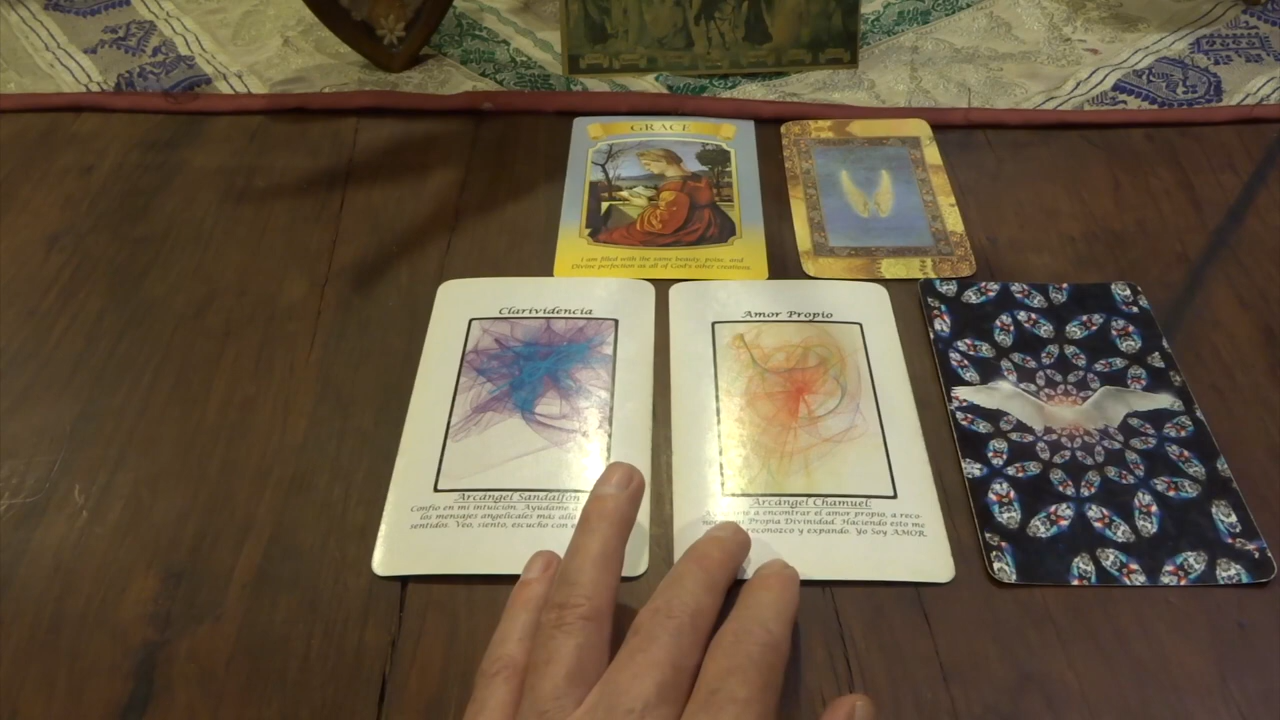 GRACE
I am filled with the same beauty, poise, and
Divine perfection as all of God's other creations.
Clarividencia
Arcángel Sandalfón
Confío en mi intuición. Ayúdame a
los mensajes angelicales más allá
sentidos. Veo, siento, escucho con
Amor Propio
Arcángel Chamuel:
a encontrar el amor propio, a reco-
mi Propia Divinidad. Haciendo esto me
reconozco y expando. Yo Soy AMOR.